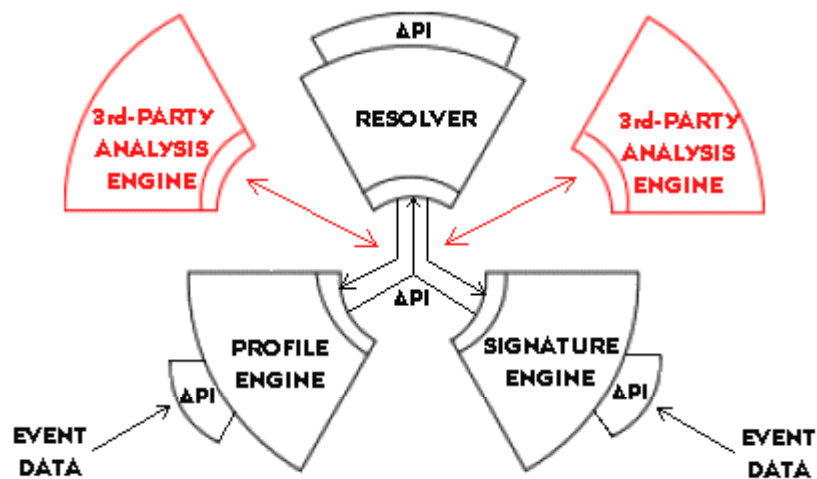 API
RESOLVER
3rd-PARTY
ANALYSIS
ENGINE
3rd-PARTY
ANALYSIS
ENGINE
API
PROFILE
ENGINE
SIGNATURE
ENGINE
API
API
EVENT
DATA
EVENT
DATA